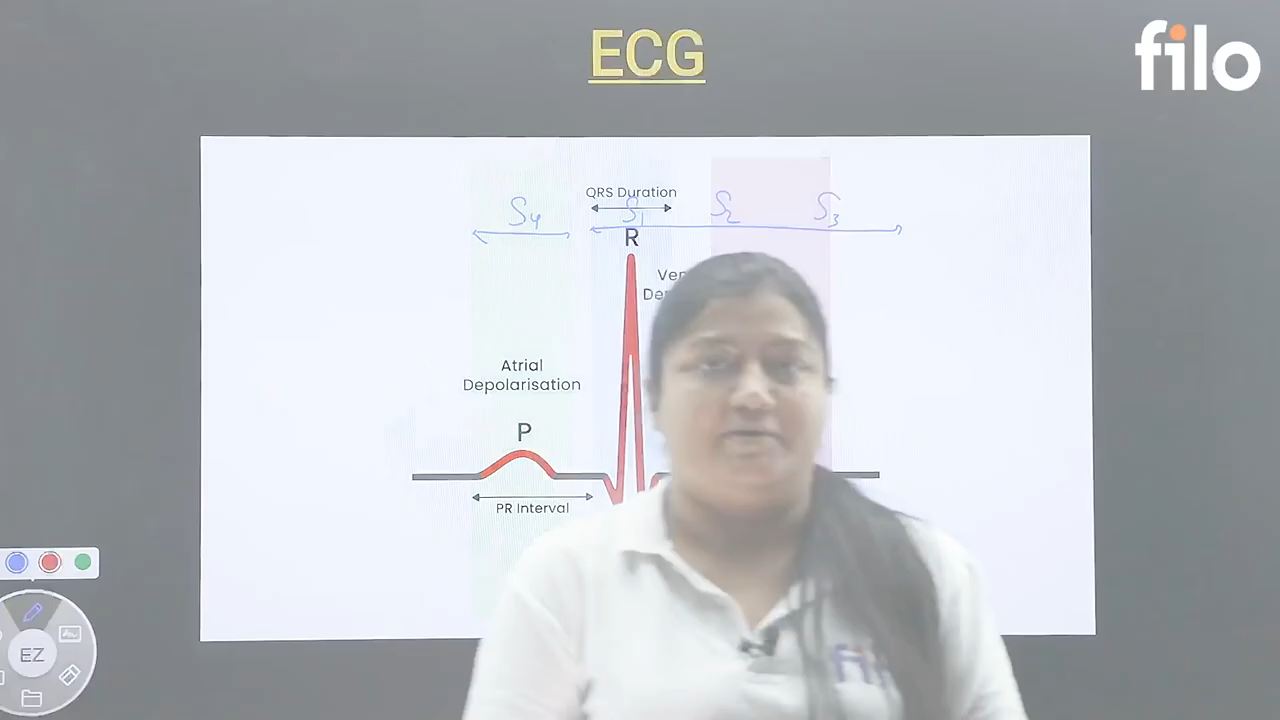 ECG
filo
QRS Duration
S4 S1 S2 S3
R
Atrial
Depolarisation
P
PR Interval
EZ